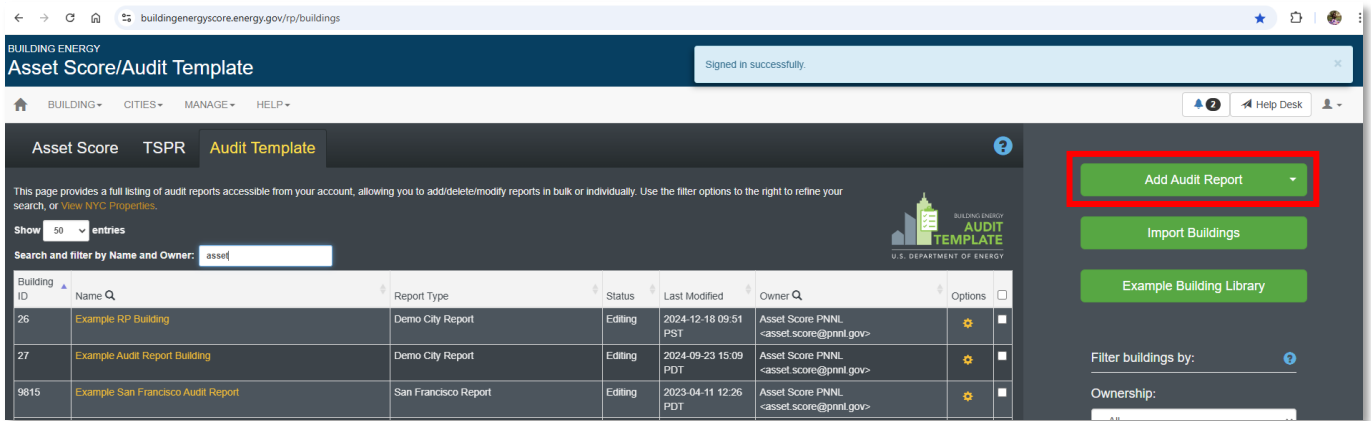 buildingenergyscore.energy.gov/rp/buildings
BUILDING ENERGY
Asset Score/Audit Template
Signed in successfully.
×
BUILDING
CITIES
MANAGE
HELP
2
Help Desk
Asset Score
TSPR
Audit Template
?
This page provides a full listing of audit reports accessible from your account, allowing you to add/delete/modify reports in bulk or individually. Use the filter options to the right to refine your
search, or View NYC Properties.
Show 50 entries
Search and filter by Name and Owner: asset
BUILDING ENERGY
AUDIT
TEMPLATE
U.S. DEPARTMENT OF ENERGY
Building
ID
Name
Report Type
Status
Last Modified
Owner
Options
26
Example RP Building
Demo City Report
Editing
2024-12-18 09:51
PST
Asset Score PNNL
<asset.score@pnnl.gov>
27
Example Audit Report Building
Demo City Report
Editing
2024-09-23 15:09
PDT
Asset Score PNNL
<asset.score@pnnl.gov>
9815
Example San Francisco Audit Report
San Francisco Report
Editing
2023-04-11 12:26
PDT
Asset Score PNNL
<asset.score@pnnl.gov>
Add Audit Report
Import Buildings
Example Building Library
Filter buildings by:
?
Ownership: